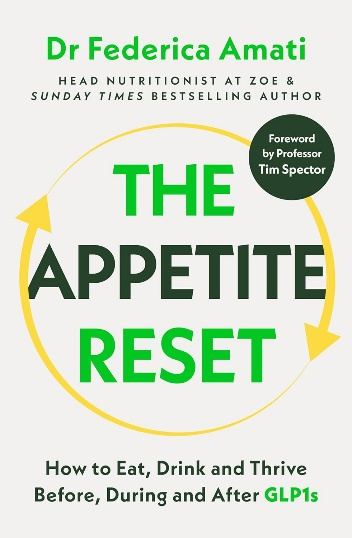 Dr Federica Amati
HEAD NUTRITIONIST AT ZOE &
SUNDAY TIMES BESTSELLING AUTHOR
Foreword
by Professor
Tim Spector
THE
APPETITE
RESET
How to Eat, Drink and Thrive
Before, During and After GLP1s